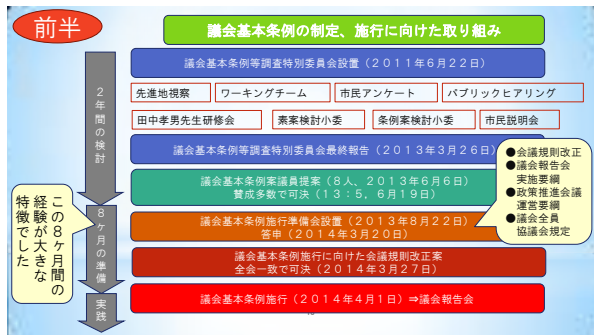 前半
議会基本条例の制定、施行に向けた取り組み
２年間の検討
議会基本条例等調査特別委員会設置（２０１１年６月２２日）
先進地視察
ワーキングチーム
市民アンケート
パブリックヒアリング
田中孝男先生研修会
素案検討小委
条例案検討小委
市民説明会
議会基本条例等調査特別委員会最終報告（２０１３年３月２６日）
●会議規則改正
●議会報告会
実施要綱
●政策推進会議
運営要綱
●議会全員
協議会規定
議会基本条例案議員提案（８人、２０１３年６月６日）
賛成多数で可決（１３：５，６月１９日）
８ヶ月の準備
この８ヶ月間の
経験が大きな
特徴でした
議会基本条例施行準備会設置（２０１３年８月２２日）
答申（２０１４年３月２０日）
議会基本条例施行に向けた会議規則改正案
全会一致で可決（２０１４年３月２７日）
実践
議会基本条例施行（２０１４年４月１日）⇒議会報告会